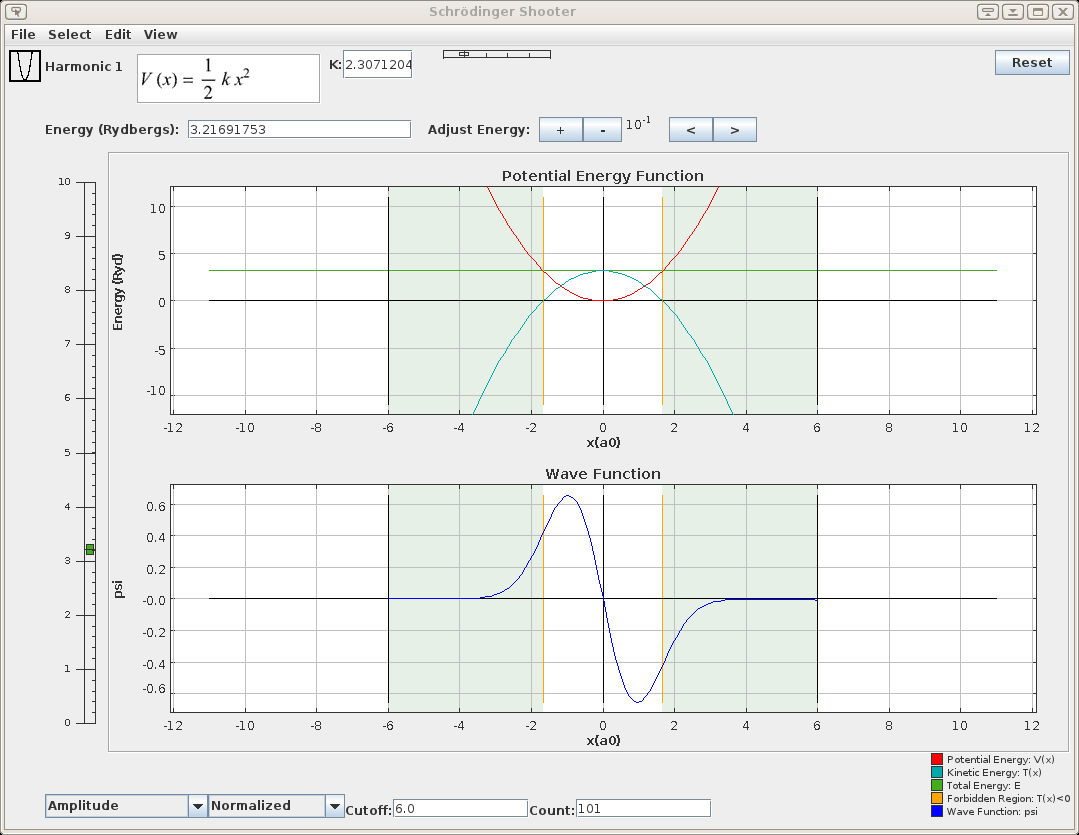 Schrödinger Shooter
File Select Edit View
Harmonic 1
V (x) = 1/2 k x²
K: 2.3071204
Reset
Energy (Rydbergs): 3.21691753
Adjust Energy: + - 10⁻¹ < >
10
9
8
7
6
5
4
3
2
1
0
Potential Energy Function
Energy (Ryd)
10
5
0
-5
-10
-12 -10 -8 -6 -4 -2 0 2 4 6 8 10 12
x{a0}
Wave Function
psi
0.6
0.4
0.2
-0.0
-0.2
-0.4
-0.6
-12 -10 -8 -6 -4 -2 0 2 4 6 8 10 12
x{a0}
Potential Energy: V(x)
Kinetic Energy: T(x)
Total Energy: E
Forbidden Region: T(x)<0
Wave Function: psi
Amplitude Normalized Cutoff: 6.0 Count: 101